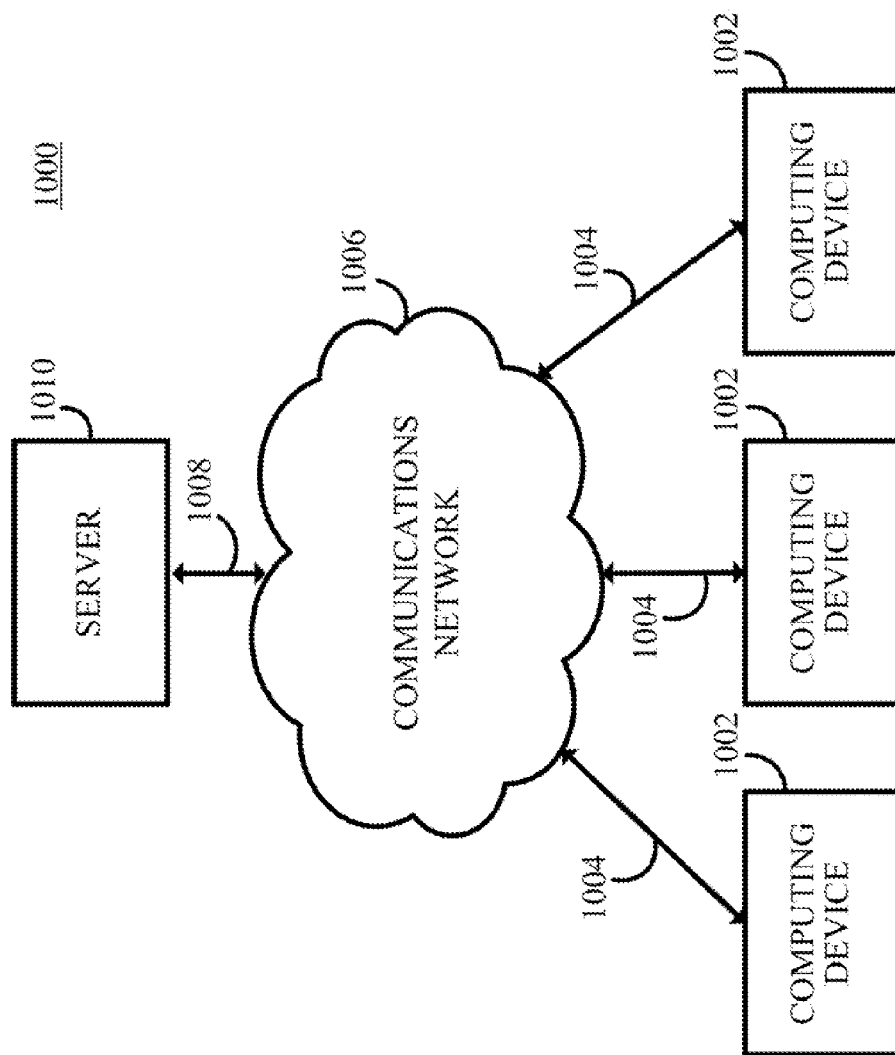 1000
SERVER
1010
1008
COMMUNICATIONS
NETWORK
1006
1004
1004
1004
COMPUTING
DEVICE
1002
COMPUTING
DEVICE
1002
COMPUTING
DEVICE
1002